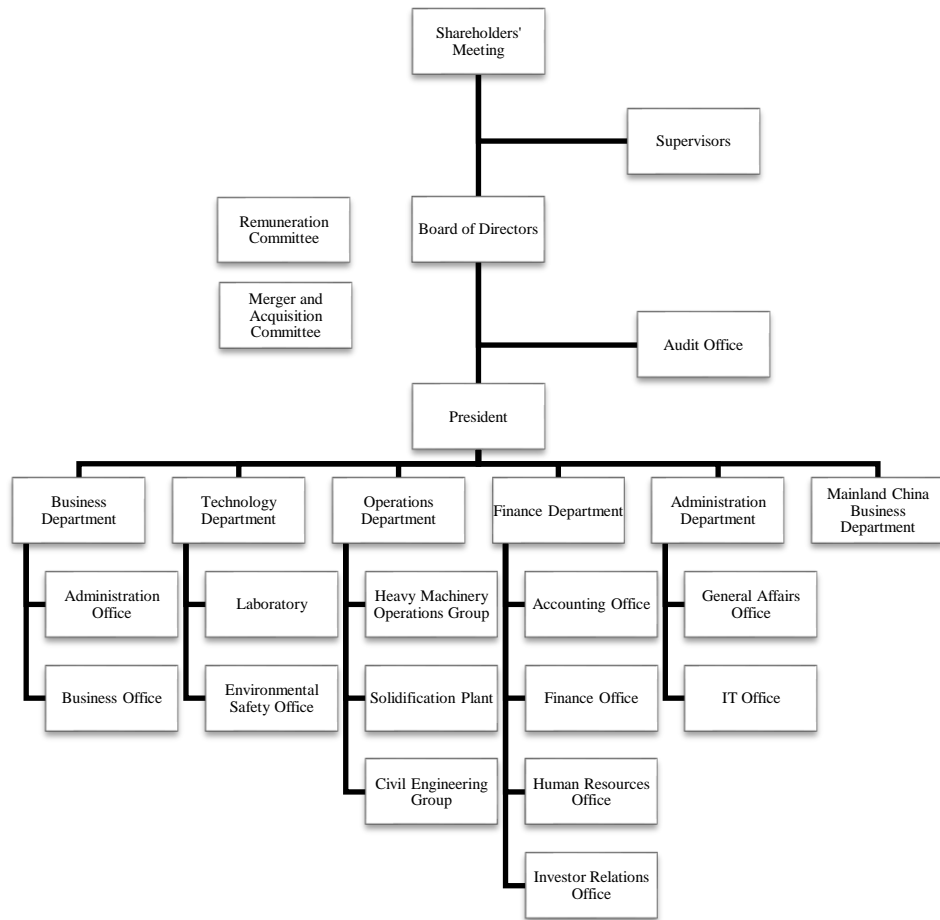 Shareholders'
Meeting
Supervisors
Remuneration
Committee
Board of Directors
Merger and
Acquisition
Committee
Audit Office
President
Business
Department
Technology
Department
Operations
Department
Finance Department
Administration
Department
Mainland China
Business
Department
Administration
Office
Laboratory
Heavy Machinery
Operations Group
Accounting Office
General Affairs
Office
Business Office
Environmental
Safety Office
Solidification Plant
Finance Office
IT Office
Civil Engineering
Group
Human Resources
Office
Investor Relations
Office